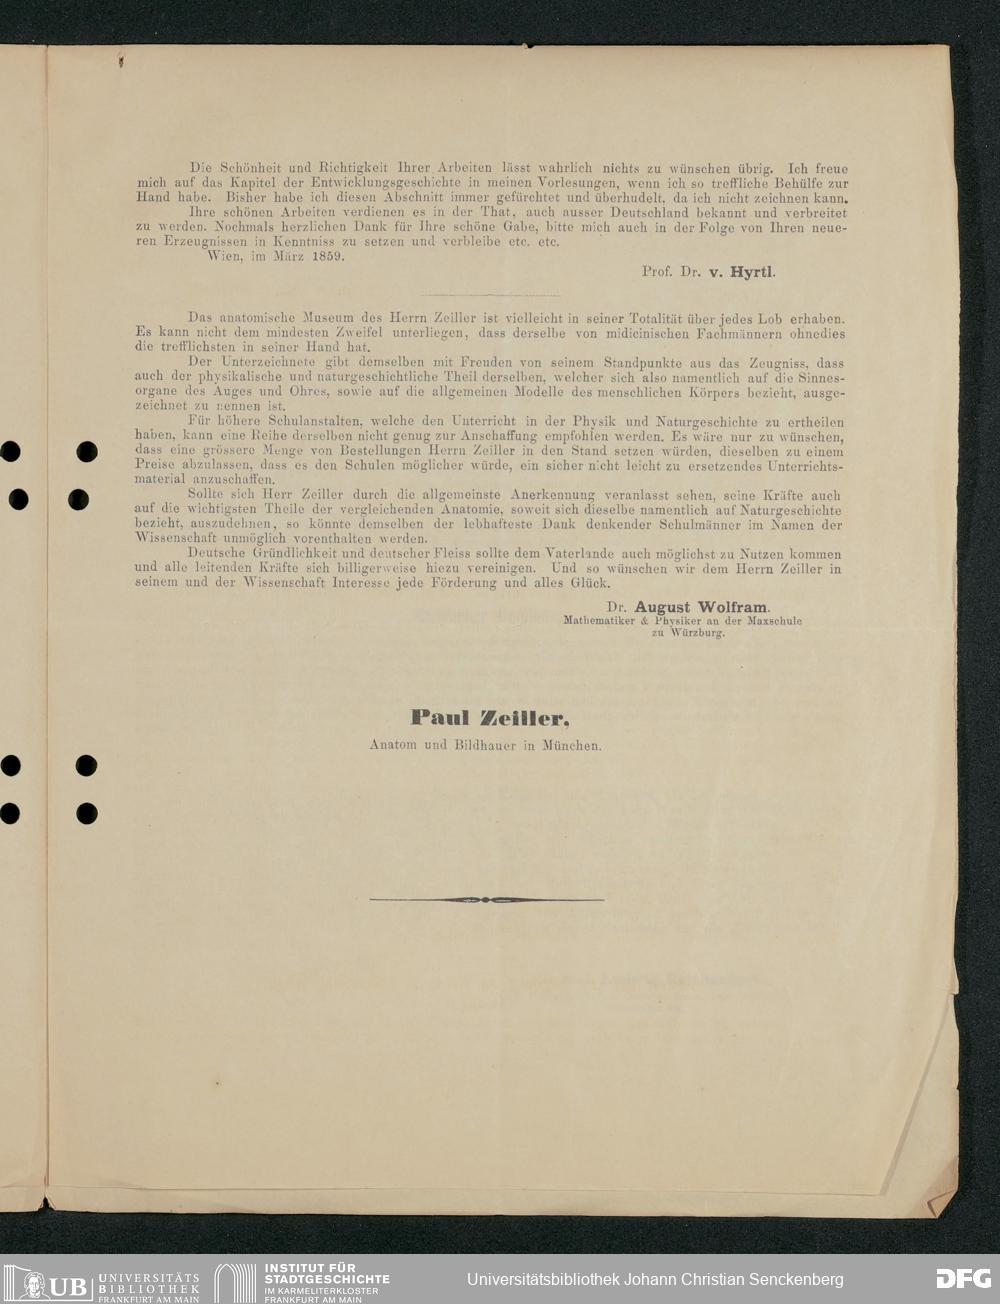 Die Schönheit und Richtigkeit Ihrer Arbeiten lässt wahrlich nichts zu wünschen übrig. Ich freue
mich auf das Kapitel der Entwicklungsgeschichte in meinen Vorlesungen, wenn ich so treffliche Behülfe zur
Hand habe. Bisher habe ich diesen Abschnitt immer gefürchtet und überhudelt, da ich nicht zeichnen kann.
Ihre schönen Arbeiten verdienen es in der That, auch ausser Deutschland bekannt und verbreitet
zu werden. Nochmals herzlichen Dank für Ihre schöne Gabe, bitte mich auch in der Folge von Ihren neue-
ren Erzeugnissen in Kenntniss zu setzen und verbleibe etc. etc.
Wien, im März 1859.
Prof. Dr. v. Hyrtl.
Das anatomische Museum des Herrn Zeiller ist vielleicht in seiner Totalität über jedes Lob erhaben.
Es kann nicht dem mindesten Zweifel unterliegen, dass derselbe von midicinischen Fachmännern ohnedies
die trefflichsten in seiner Hand hat.
Der Unterzeichnete gibt demselben mit Freuden von seinem Standpunkte aus das Zeugniss, dass
auch der physikalische und naturgeschichtliche Theil derselben, welcher sich also namentlich auf die Sinnes-
organe des Auges und Ohres, sowie auf die allgemeinen Modelle des menschlichen Körpers bezieht, ausge-
zeichnet zu nennen ist.
Für höhere Schulanstalten, welche den Unterricht in der Physik und Naturgeschichte zu ertheilen
haben, kann eine Reihe derselben nicht genug zur Anschaffung empfohlen werden. Es wäre nur zu wünschen,
dass eine grössere Menge von Bestellungen Herrn Zeiller in den Stand setzen würden, dieselben zu einem
Preise abzulassen, dass es den Schulen möglicher würde, ein sicher nicht leicht zu ersetzendes Unterrichts-
material anzuschaffen.
Sollte sich Herr Zeiller durch die allgemeinste Anerkennung veranlasst sehen, seine Kräfte auch
auf die wichtigsten Theile der vergleichenden Anatomie, soweit sich dieselbe namentlich auf Naturgeschichte
bezieht, auszudehnen, so könnte demselben der lebhafteste Dank denkender Schulmänner im Namen der
Wissenschaft unmöglich vorenthalten werden.
Deutsche Gründlichkeit und deutscher Fleiss sollte dem Vaterlande auch möglichst zu Nutzen kommen
und alle leitenden Kräfte sich billigerweise hiezu vereinigen. Und so wünschen wir dem Herrn Zeiller in
seinem und der Wissenschaft Interesse jede Förderung und alles Glück.
Dr. August Wolfram.
Mathematiker & Physiker an der Maxschule
zu Würzburg.
Paul Zeiller,
Anatom und Bildhauer in München.
UB UNIVERSITÄTS
BIBLIOTHEK
FRANKFURT AM MAIN
INSTITUT FÜR
STADTGESCHICHTE
IM KARMELITERKLOSTER
FRANKFURT AM MAIN
Universitätsbibliothek Johann Christian Senckenberg
DFG